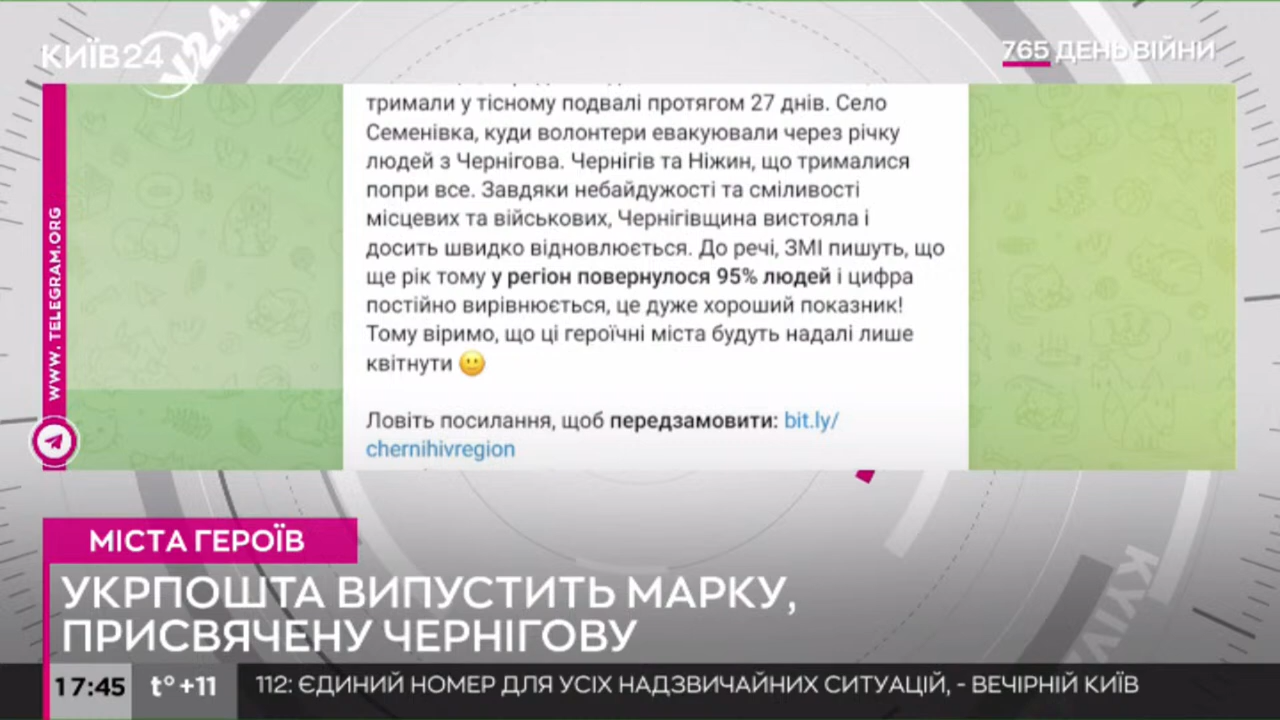 КИЇВ24
765 ДЕНЬ ВІЙНИ
WWW. TELEGRAM.ORG
тримали у тісному подвалі протягом 27 днів. Село
Семенівка, куди волонтери евакуювали через річку
людей з Чернігова. Чернігів та Ніжин, що трималися
попри все. Завдяки небайдужості та сміливості
місцевих та військових, Чернігівщина вистояла і
досить швидко відновлюється. До речі, ЗМІ пишуть, що
ще рік тому у регіон повернулося 95% людей і цифра
постійно вирівнюється, це дуже хороший показник!
Тому віримо, що ці героїчні міста будуть надалі лише
квітнути 🙂
Ловіть посилання, щоб передзамовити: bit.ly/
chernihivregion
МІСТА ГЕРОЇВ
УКРПОШТА ВИПУСТИТЬ МАРКУ,
ПРИСВЯЧЕНУ ЧЕРНІГОВУ
17:45 t° +11 112: ЄДИНИЙ НОМЕР ДЛЯ УСІХ НАДЗВИЧАЙНИХ СИТУАЦІЙ, - ВЕЧІРНІЙ КИЇВ